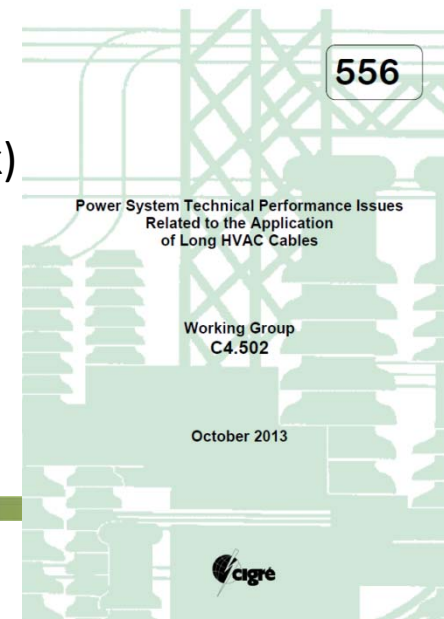 556
k)
Power System Technical Performance Issues
Related to the Application
of Long HVAC Cables
Working Group
C4.502
October 2013
cigré